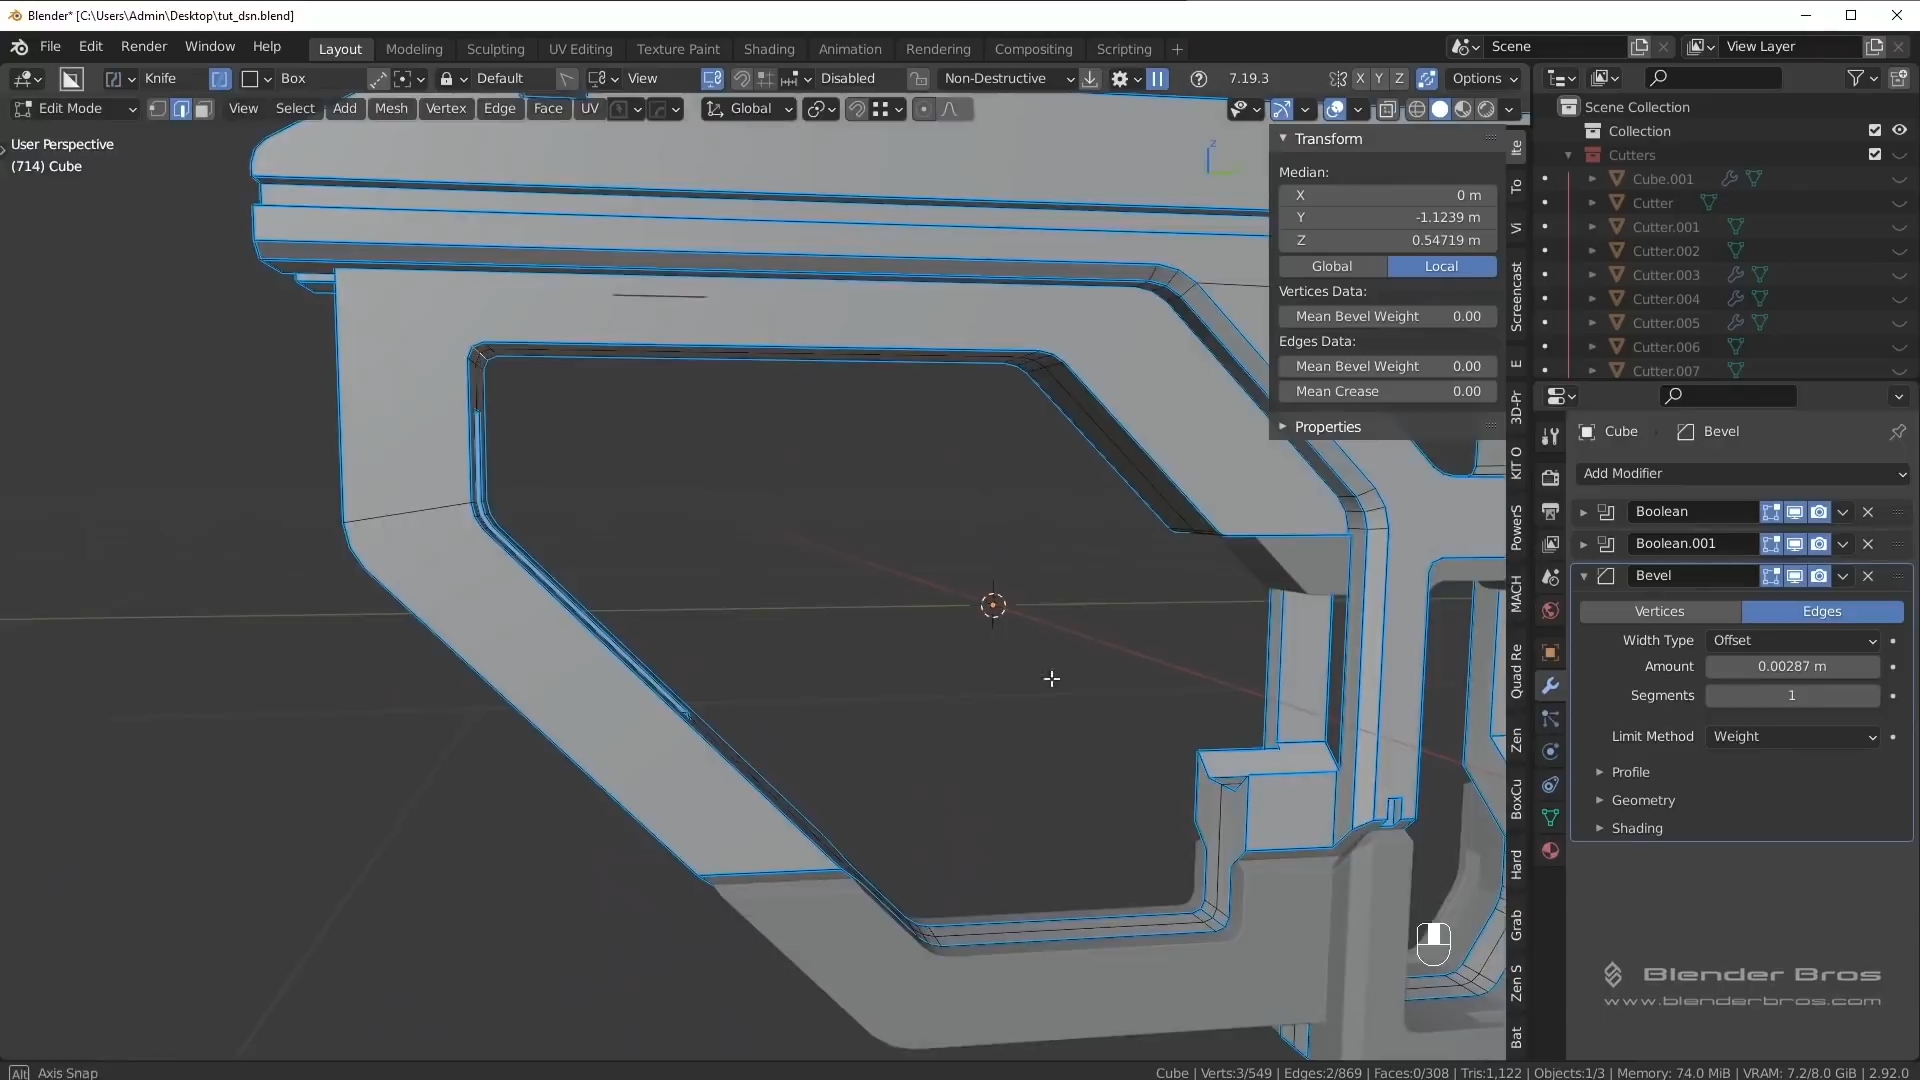 Blender* [C:\Users\Admin\Desktop\tut_dsn.blend]
File Edit Render Window Help Layout Modeling Sculpting UV Editing Texture Paint Shading Animation Rendering Compositing Scripting + Scene View Layer
Knife Box Default View Disabled Non-Destructive 7.19.3 X Y Z Options
Edit Mode View Select Add Mesh Vertex Edge Face UV Global
User Perspective
(714) Cube
Z
Transform
Median:
X 0 m
Y -1.1239 m
Z 0.54719 m
Global Local
Vertices Data:
Mean Bevel Weight 0.00
Edges Data:
Mean Bevel Weight 0.00
Mean Crease 0.00
Properties
Ite
To
Vi
Screencast
E
3D-Pr
KIT O
PowerS
MACH
Quad Re
Zen
BoxCu
Hard
Grab
Zen S
Bat
Scene Collection
Collection
Cutters
Cube.001
Cutter
Cutter.001
Cutter.002
Cutter.003
Cutter.004
Cutter.005
Cutter.006
Cutter.007
Cube Bevel
Add Modifier
Boolean
Boolean.001
Bevel
Vertices Edges
Width Type Offset
Amount 0.00287 m
Segments 1
Limit Method Weight
Profile
Geometry
Shading
Blender Bros
www.blenderbros.com
Alt Axis Snap
Cube | Verts:3/549 | Edges:2/869 | Faces:0/308 | Tris:1,122 | Objects:1/3 | Memory: 74.0 MiB | VRAM: 7.2/8.0 GiB | 2.92.0